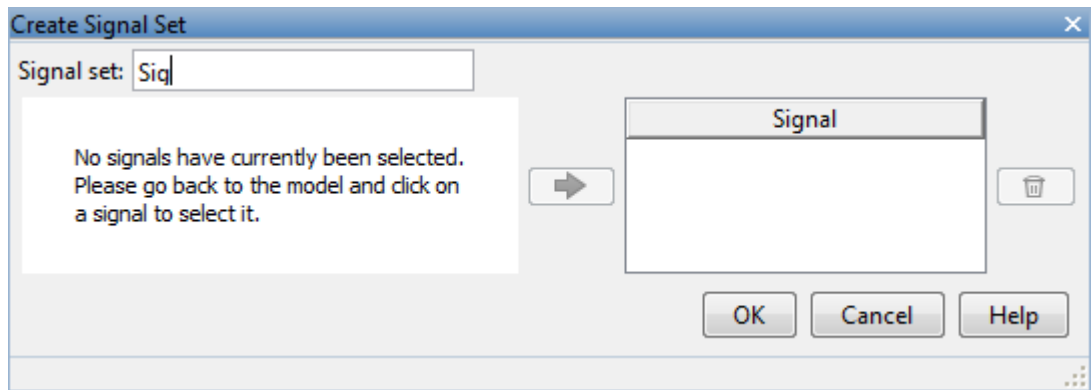 Create Signal Set
Signal set: Sig
No signals have currently been selected.
Please go back to the model and click on
a signal to select it.
Signal
OK Cancel Help